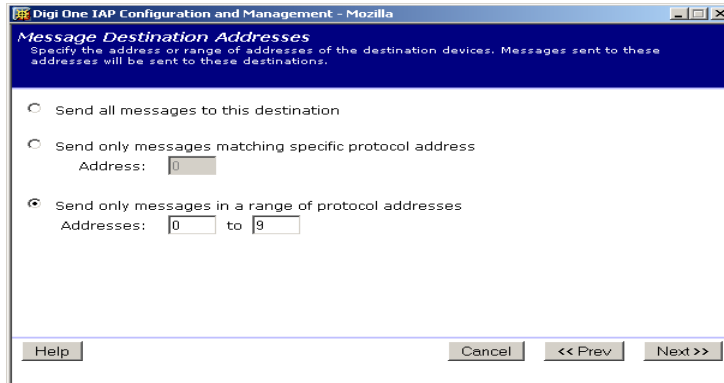 Digi One IAP Configuration and Management - Mozilla
Message Destination Addresses
Specify the address or range of addresses of the destination devices. Messages sent to these
addresses will be sent to these destinations.
Send all messages to this destination
Send only messages matching specific protocol address
Address: 0
Send only messages in a range of protocol addresses
Addresses: 0 to 9
Help Cancel << Prev Next >>